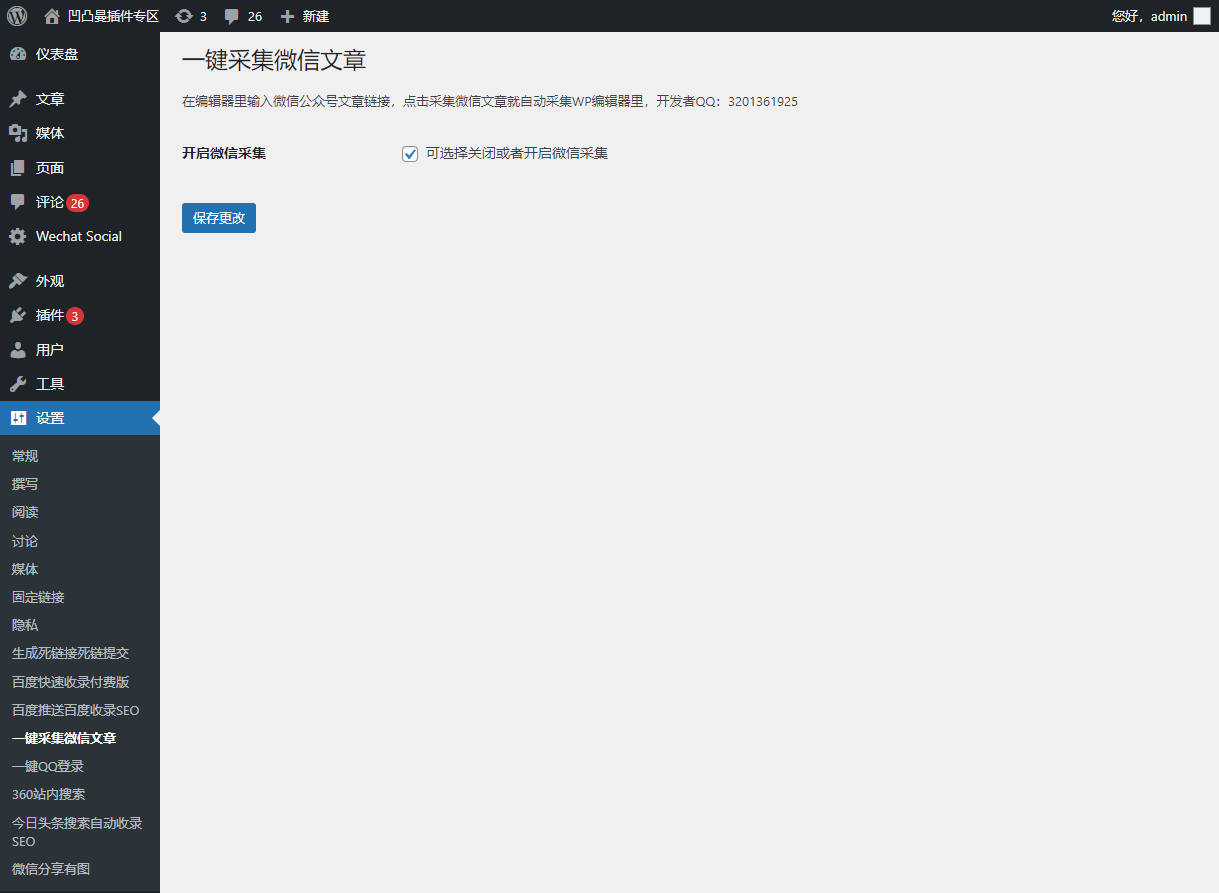 凹凸曼插件专区 3 26 新建 您好，admin
仪表盘
文章
媒体
页面
评论 26
Wechat Social
外观
插件 3
用户
工具
设置
常规
撰写
阅读
讨论
媒体
固定链接
隐私
生成死链接死链提交
百度快速收录付费版
百度推送百度收录SEO
一键采集微信文章
一键QQ登录
360站内搜索
今日头条搜索自动收录
SEO
微信分享有图
一键采集微信文章
在编辑器里输入微信公众号文章链接，点击采集微信文章就自动采集WP编辑器里，开发者QQ：3201361925
开启微信采集 可选择关闭或者开启微信采集
保存更改